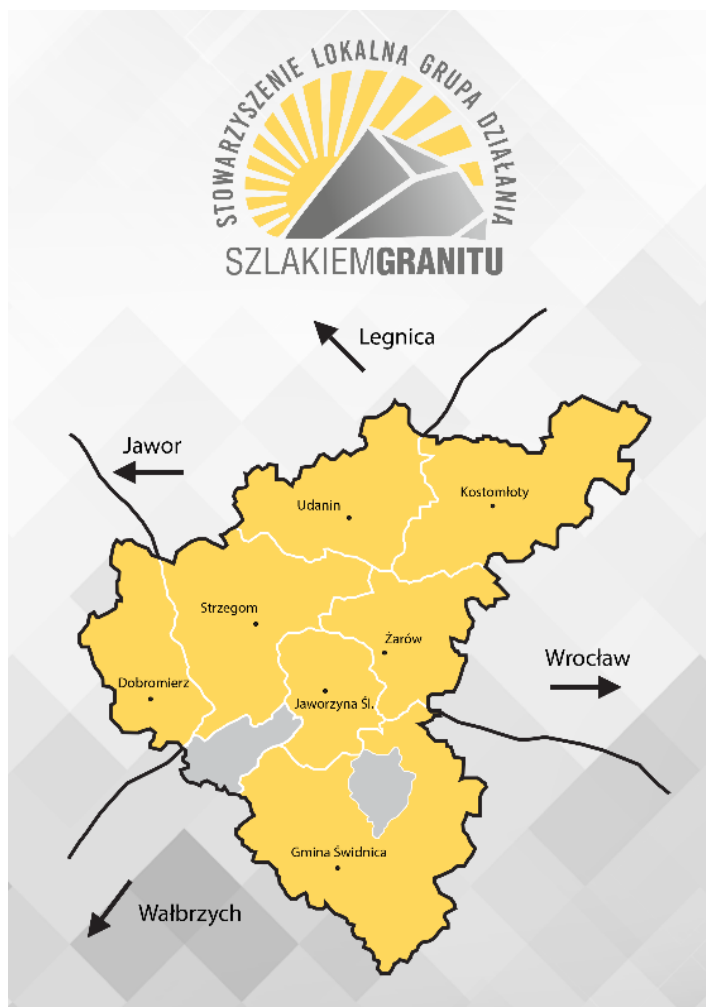 STOWARZYSZENIE LOKALNA GRUPA DZIAŁANIA
SZLAKIEMGRANITU
Legnica
Jawor
Kostomłoty
Udanin
Strzegom
Żarów
Wrocław
Dobromierz
Jaworzyna Śl.
Gmina Świdnica
Wałbrzych